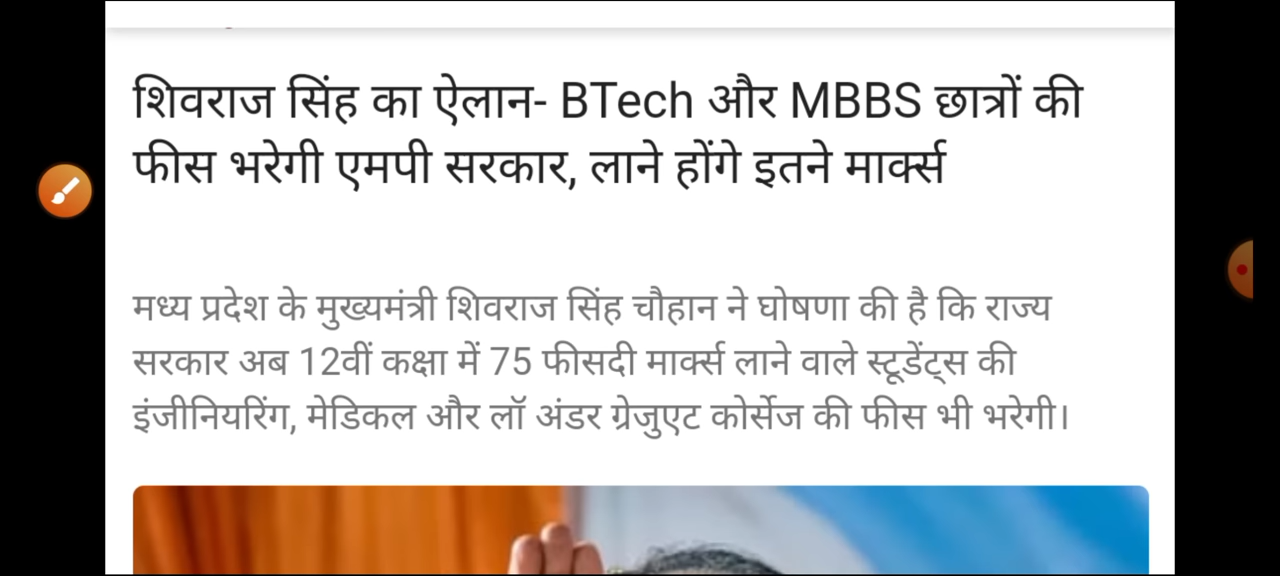 शिवराज सिंह का ऐलान- BTech और MBBS छात्रों की
फीस भरेगी एमपी सरकार, लाने होंगे इतने मार्क्स
मध्य प्रदेश के मुख्यमंत्री शिवराज सिंह चौहान ने घोषणा की है कि राज्य
सरकार अब 12वीं कक्षा में 75 फीसदी मार्क्स लाने वाले स्टूडेंट्स की
इंजीनियरिंग, मेडिकल और लॉ अंडर ग्रेजुएट कोर्सेज की फीस भी भरेगी।